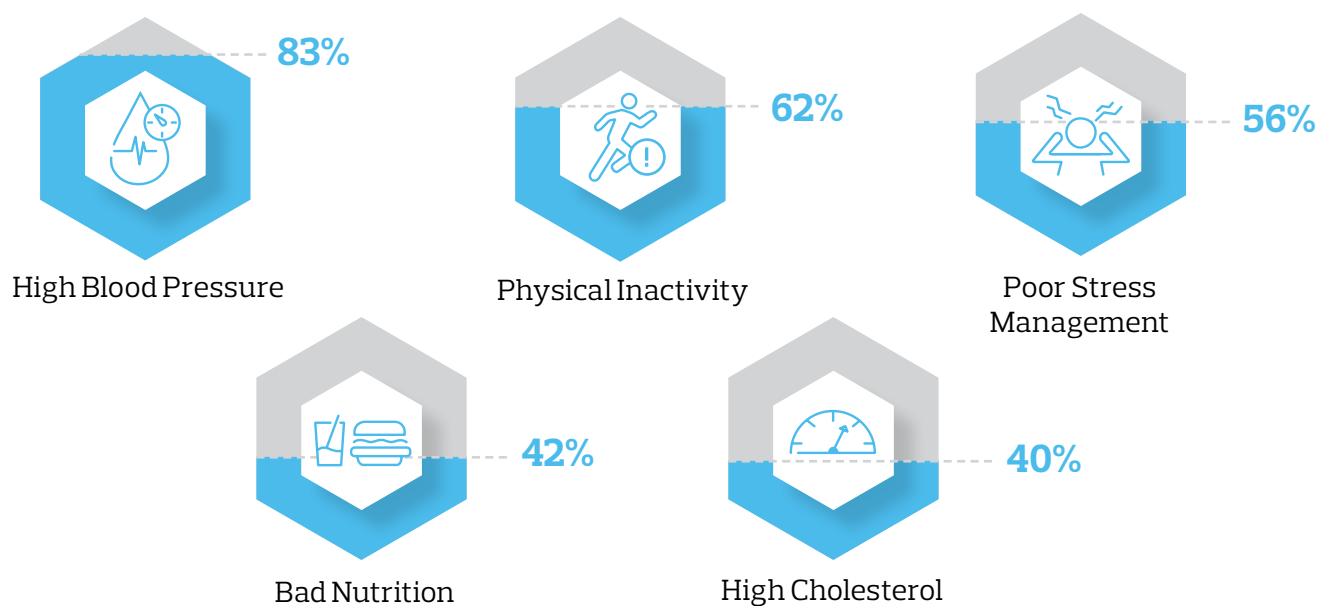 83%
62%
56%
High Blood Pressure
Physical Inactivity
Poor Stress
Management
42%
40%
Bad Nutrition
High Cholesterol